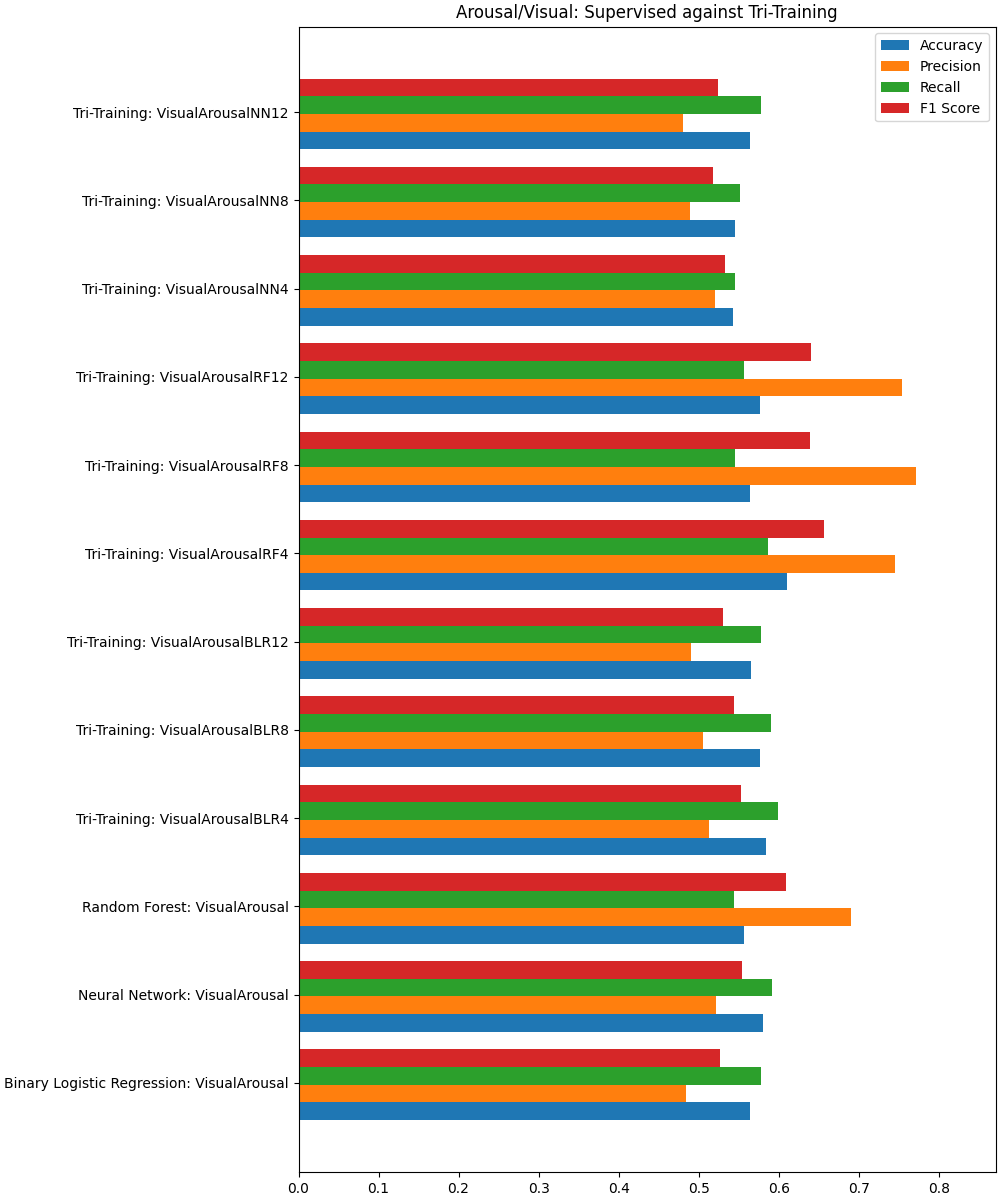 Arousal/Visual: Supervised against Tri-Training
Accuracy
Precision
Recall
F1 Score
Tri-Training: VisualArousalNN12
Tri-Training: VisualArousalNN8
Tri-Training: VisualArousalNN4
Tri-Training: VisualArousalRF12
Tri-Training: VisualArousalRF8
Tri-Training: VisualArousalRF4
Tri-Training: VisualArousalBLR12
Tri-Training: VisualArousalBLR8
Tri-Training: VisualArousalBLR4
Random Forest: VisualArousal
Neural Network: VisualArousal
Binary Logistic Regression: VisualArousal
0.0 0.1 0.2 0.3 0.4 0.5 0.6 0.7 0.8